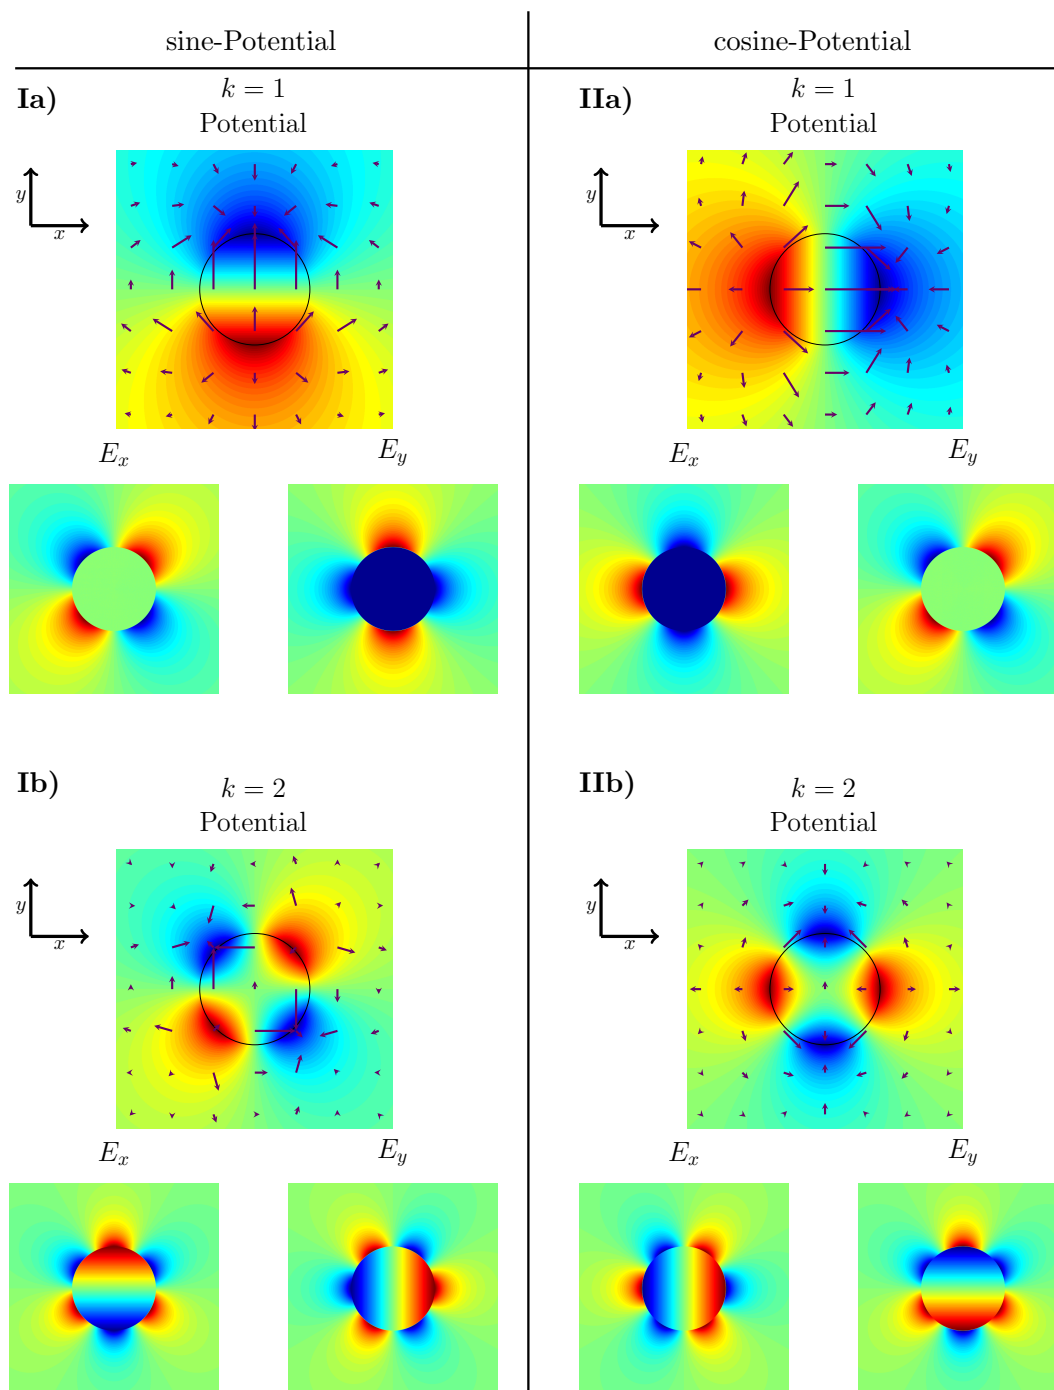 sine-Potential
cosine-Potential
Ia)
k = 1
Potential
y
x
E_x
E_y
IIa)
k = 1
Potential
y
x
E_x
E_y
Ib)
k = 2
Potential
y
x
E_x
E_y
IIb)
k = 2
Potential
y
x
E_x
E_y